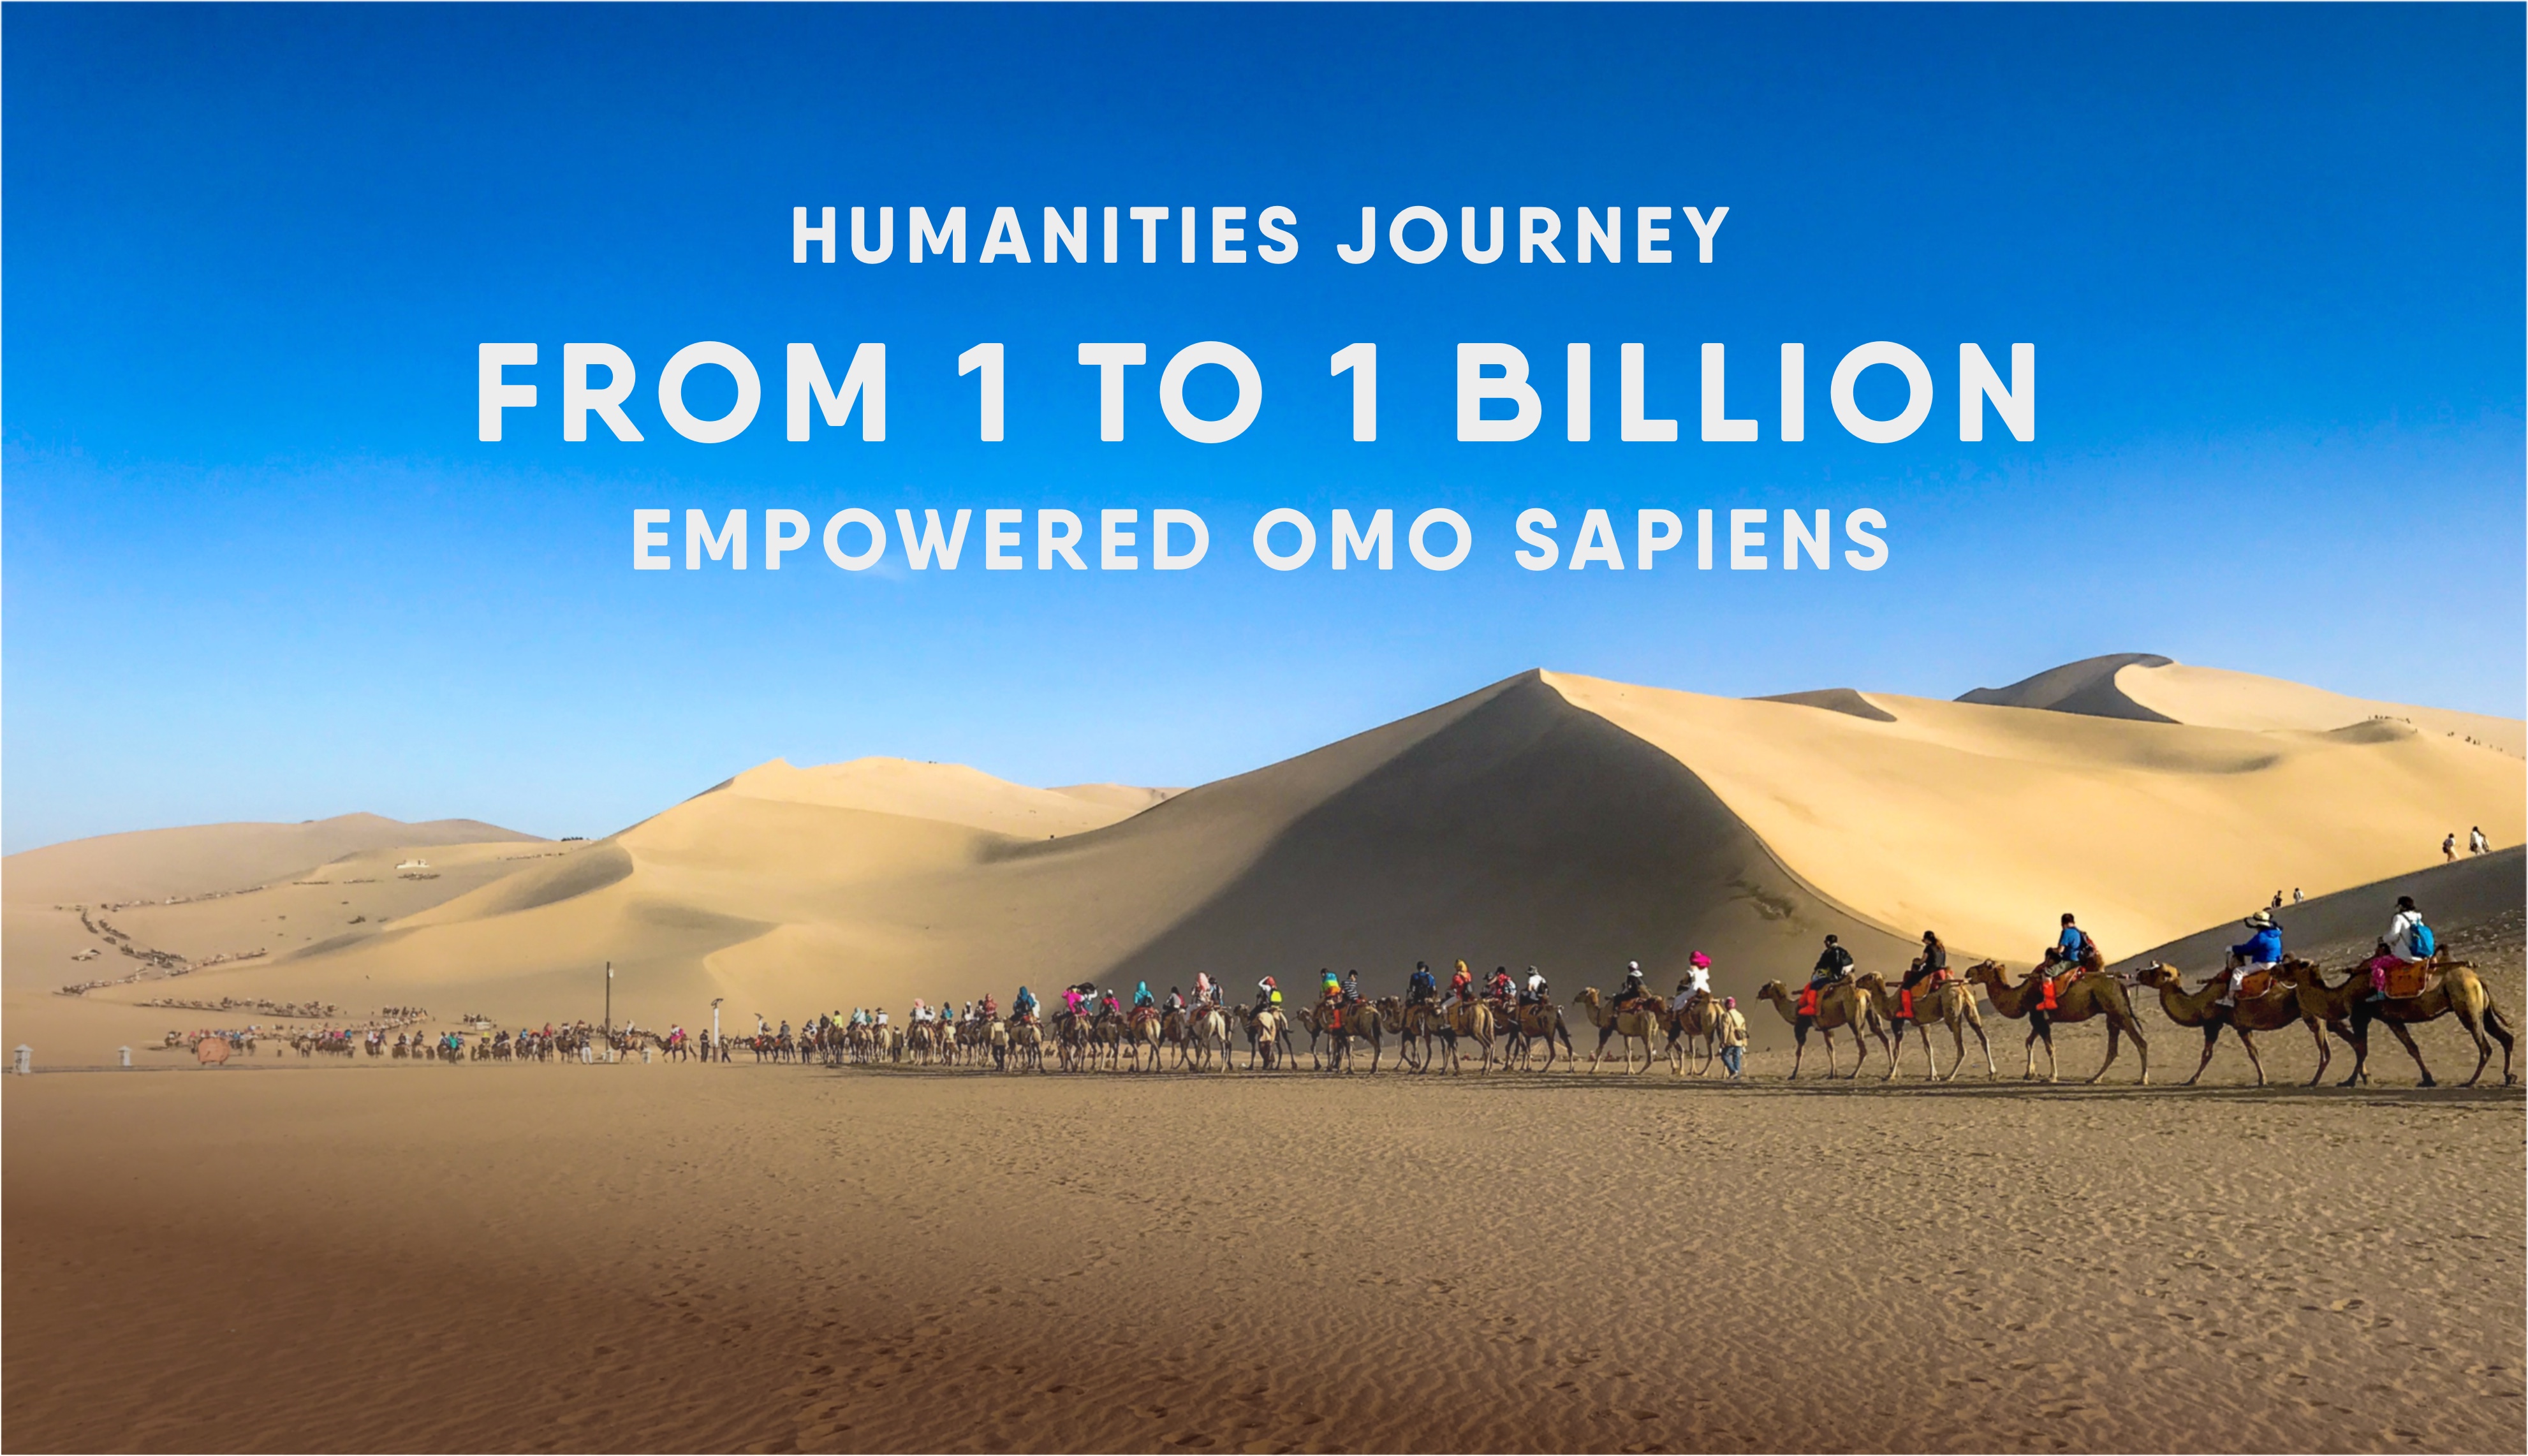 HUMANITIES JOURNEY
FROM 1 TO 1 BILLION
EMPOWERED OMO SAPIENS